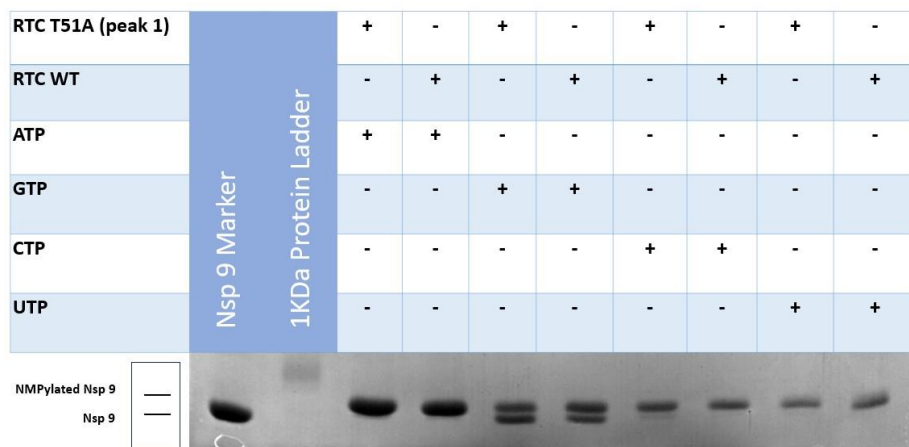 RTC T51A (peak 1) + - + - + - + -
RTC WT - + - + - + - +
ATP + + - - - - - -
GTP - - + + - - - -
CTP - - - - + + - -
UTP - - - - - - + +
Nsp 9 Marker
1KDa Protein Ladder
NMPylated Nsp 9
Nsp 9